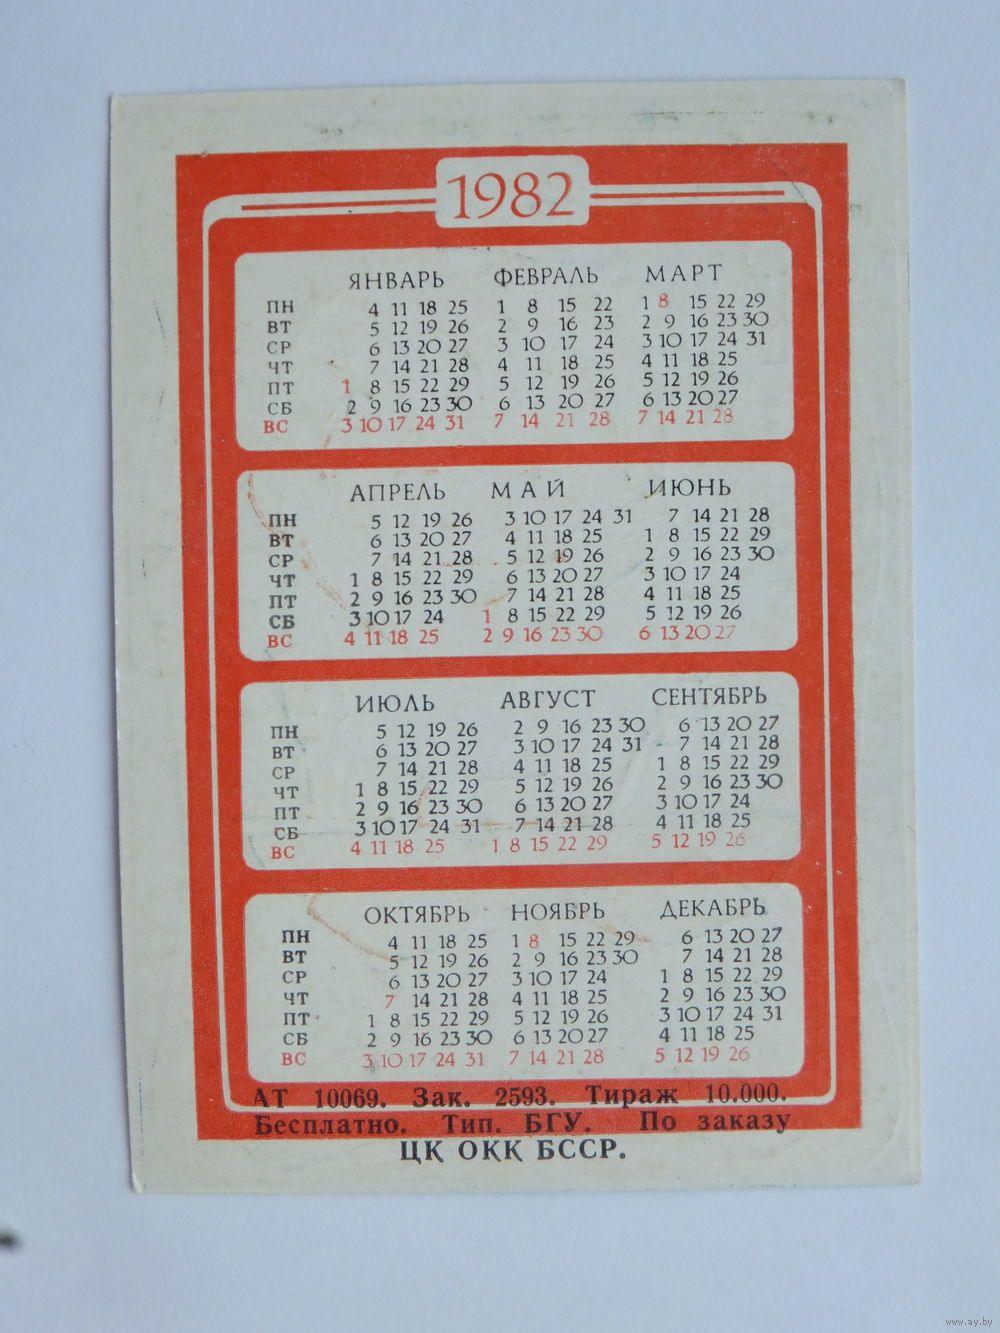 1982
ЯНВАРЬ ФЕВРАЛЬ МАРТ
ПН 4 11 18 25 1 8 15 22 1 8 15 22 29
ВТ 5 12 19 26 2 9 16 23 2 9 16 23 30
СР 6 13 20 27 3 10 17 24 3 10 17 24 31
ЧТ 7 14 21 28 4 11 18 25 4 11 18 25
ПТ 1 8 15 22 29 5 12 19 26 5 12 19 26
СБ 2 9 16 23 30 6 13 20 27 6 13 20 27
ВС 3 10 17 24 31 7 14 21 28 7 14 21 28
АПРЕЛЬ МАЙ ИЮНЬ
ПН 5 12 19 26 3 10 17 24 31 7 14 21 28
ВТ 6 13 20 27 4 11 18 25 1 8 15 22 29
СР 7 14 21 28 5 12 19 26 2 9 16 23 30
ЧТ 1 8 15 22 29 6 13 20 27 3 10 17 24
ПТ 2 9 16 23 30 7 14 21 28 4 11 18 25
СБ 3 10 17 24 1 8 15 22 29 5 12 19 26
ВС 4 11 18 25 2 9 16 23 30 6 13 20 27
ИЮЛЬ АВГУСТ СЕНТЯБРЬ
ПН 5 12 19 26 2 9 16 23 30 6 13 20 27
ВТ 6 13 20 27 3 10 17 24 31 7 14 21 28
СР 7 14 21 28 4 11 18 25 1 8 15 22 29
ЧТ 1 8 15 22 29 5 12 19 26 2 9 16 23 30
ПТ 2 9 16 23 30 6 13 20 27 3 10 17 24
СБ 3 10 17 24 31 7 14 21 28 4 11 18 25
ВС 4 11 18 25 1 8 15 22 29 5 12 19 26
ОКТЯБРЬ НОЯБРЬ ДЕКАБРЬ
ПН 4 11 18 25 1 8 15 22 29 6 13 20 27
ВТ 5 12 19 26 2 9 16 23 30 7 14 21 28
СР 6 13 20 27 3 10 17 24 1 8 15 22 29
ЧТ 7 14 21 28 4 11 18 25 2 9 16 23 30
ПТ 1 8 15 22 29 5 12 19 26 3 10 17 24 31
СБ 2 9 16 23 30 6 13 20 27 4 11 18 25
ВС 3 10 17 24 31 7 14 21 28 5 12 19 26
АТ 10069. Зак. 2593. Тираж 10.000.
Бесплатно. Тип. БГУ. По заказу
ЦК ОКК БССР.
www.ay.by